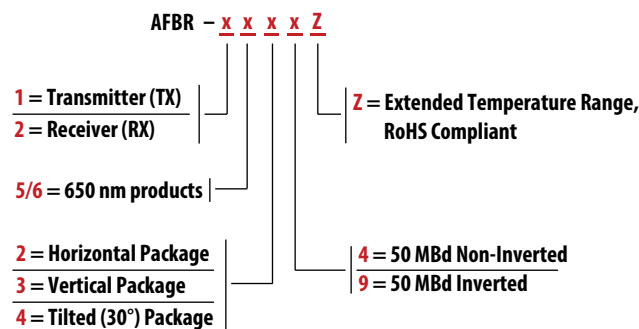 AFBR – x x x x Z
1 = Transmitter (TX)
2 = Receiver (RX)
5/6 = 650 nm products
2 = Horizontal Package
3 = Vertical Package
4 = Tilted (30°) Package
Z = Extended Temperature Range,
RoHS Compliant
4 = 50 MBd Non-Inverted
9 = 50 MBd Inverted